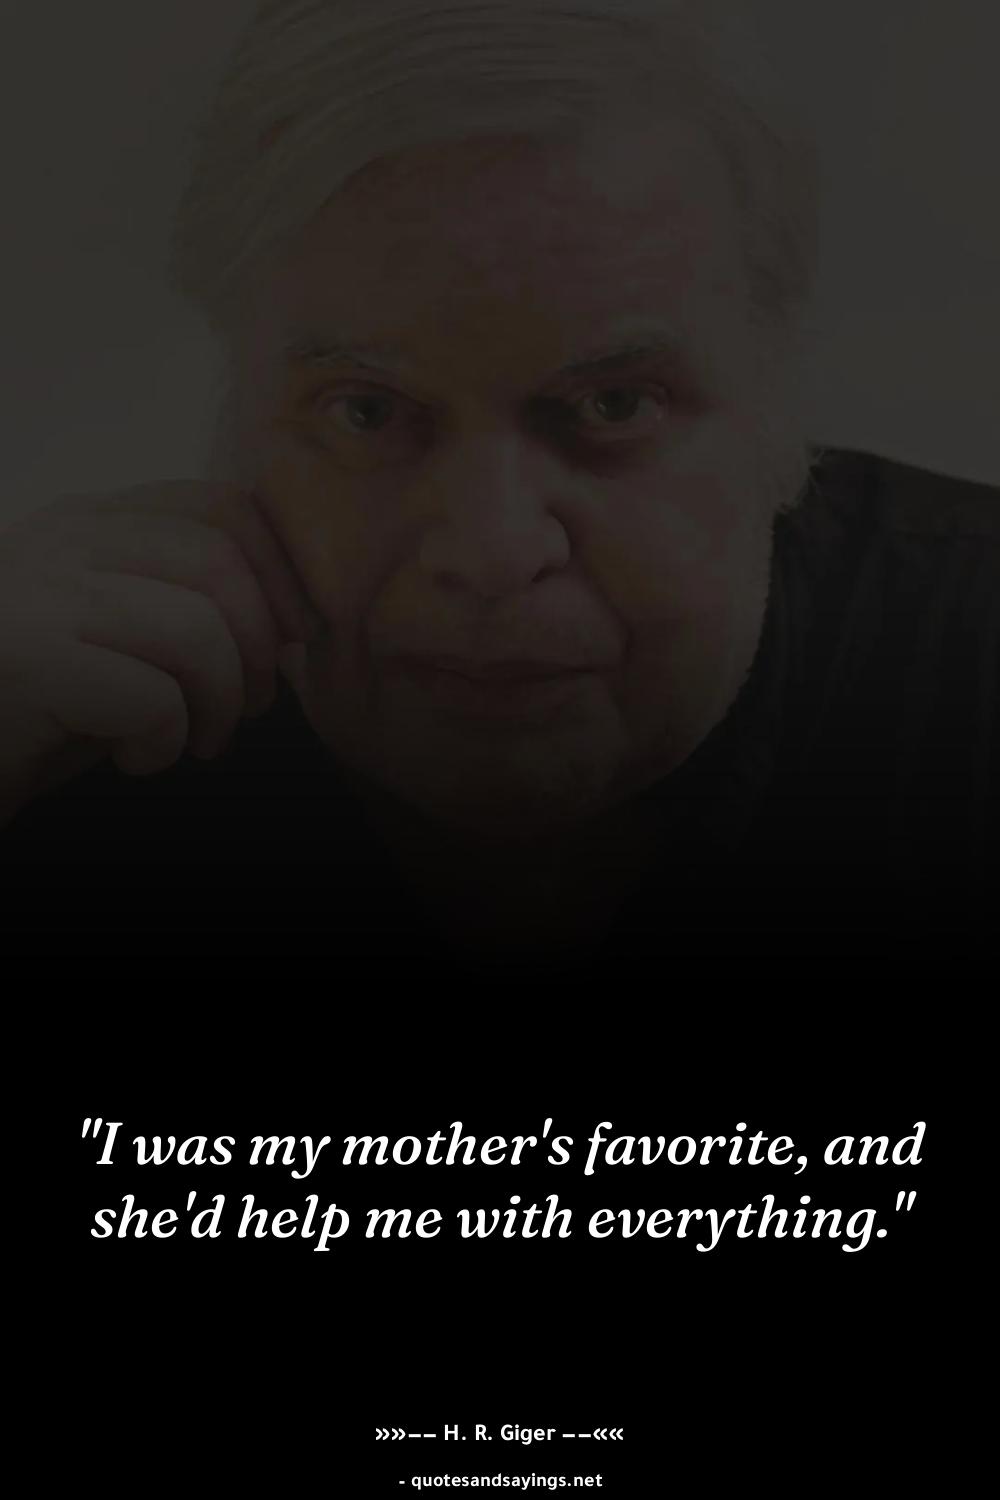 "I was my mother's favorite, and
she'd help me with everything."
»»−− H. R. Giger −−««
- quotesandsayings.net